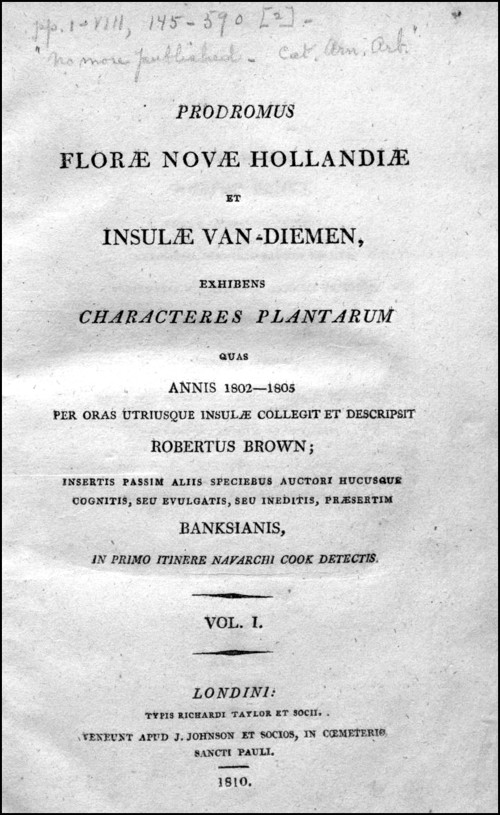 pp. I-VIII, 145-590 [2]-
"No more published - Cat. Arn. Arb."
PRODROMUS
FLORÆ NOVÆ HOLLANDIÆ
ET
INSULÆ VAN-DIEMEN,
EXHIBENS
CHARACTERES PLANTARUM
QUAS
ANNIS 1802—1805
PER ORAS UTRIUSQUE INSULÆ COLLEGIT ET DESCRIPSIT
ROBERTUS BROWN;
INSERTIS PASSIM ALIIS SPECIEBUS AUCTORI HUCUSQUE
COGNITIS, SEU EVULGATIS, SEU INEDITIS, PRÆSERTIM
BANKSIANIS,
IN PRIMO ITINERE NAVARCHI COOK DETECTIS.
VOL. I.
LONDINI:
TYPIS RICHARDI TAYLOR ET SOCII.
VENEUNT APUD J. JOHNSON ET SOCIOS, IN CŒMETERIO
SANCTI PAULI.
1810.